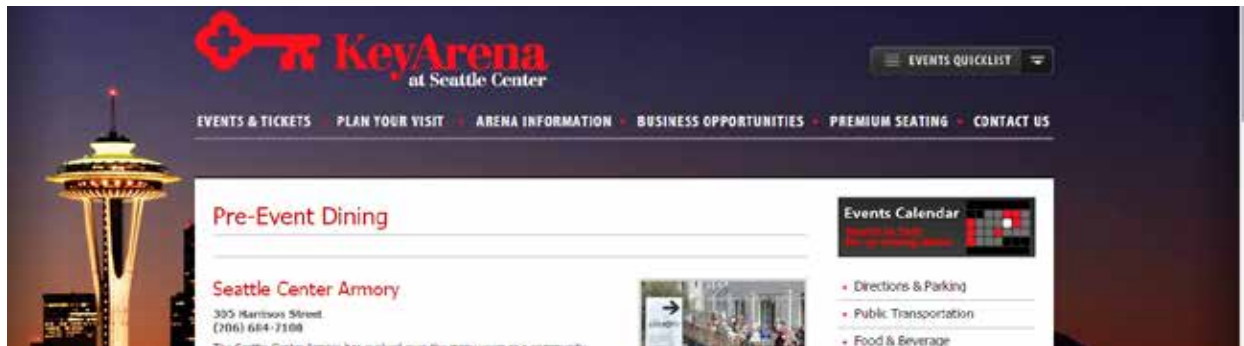 KeyArena
at Seattle Center
EVENTS QUICKLIST
EVENTS & TICKETS PLAN YOUR VISIT ARENA INFORMATION BUSINESS OPPORTUNITIES PREMIUM SEATING CONTACT US
Pre-Event Dining
Seattle Center Armory
305 Harrison Street
(206) 684-7108
Events Calendar
Directions & Parking
Public Transportation
Food & Beverage